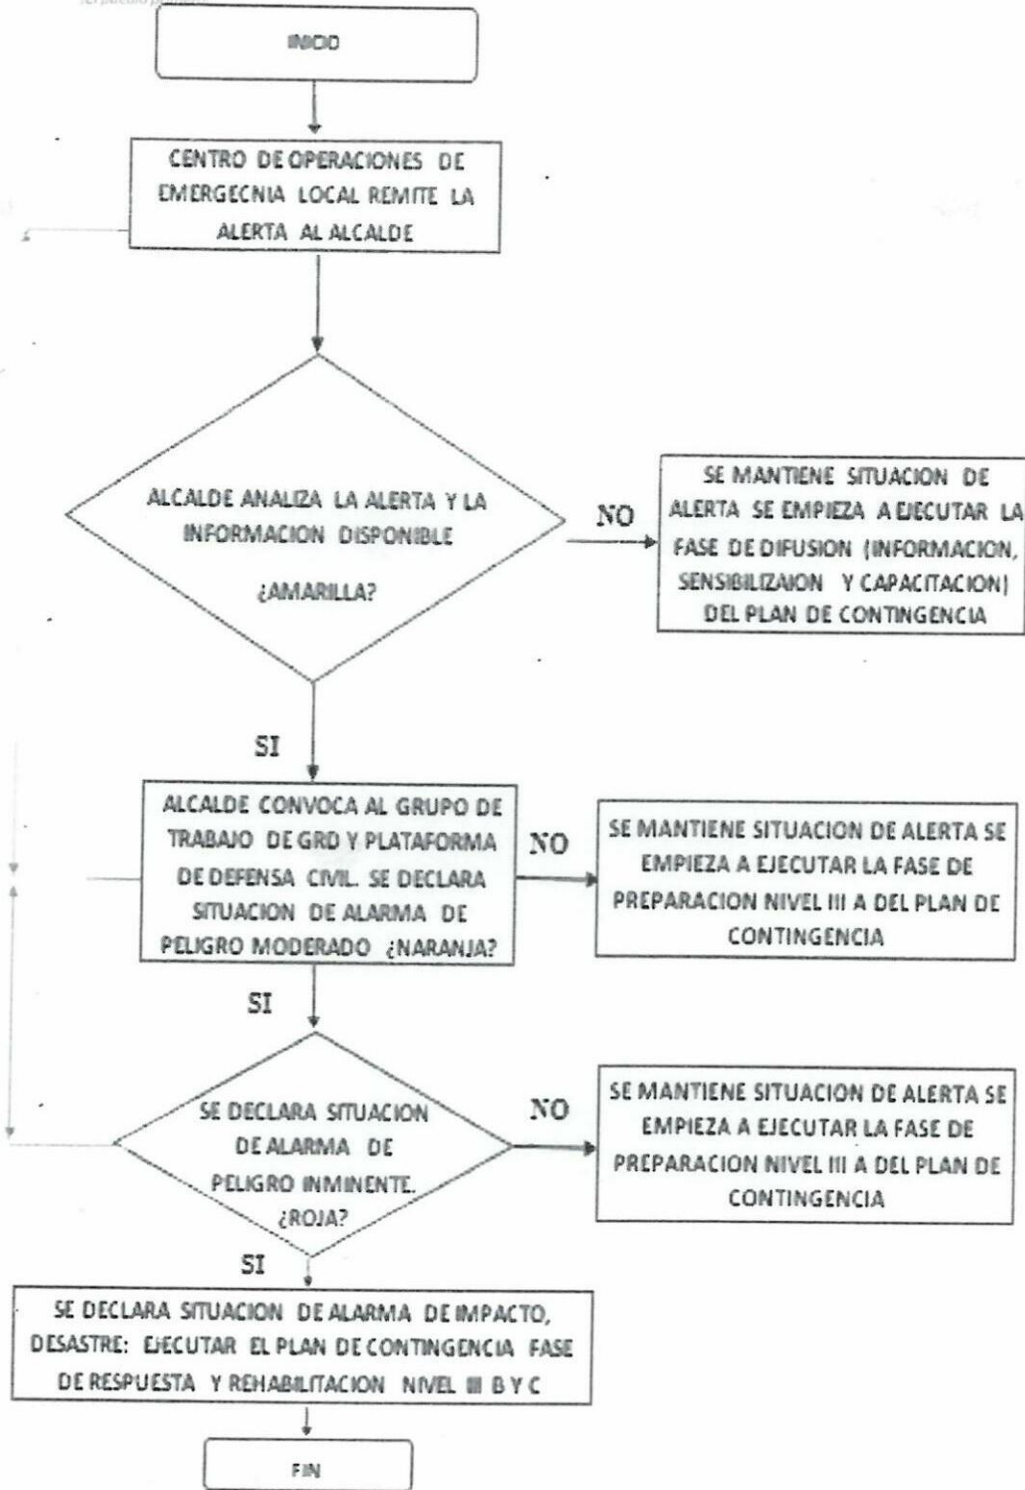 INICIO
CENTRO DE OPERACIONES DE
EMERGECNIA LOCAL REMITE LA
ALERTA AL ALCALDE
ALCALDE ANALIZA LA ALERTA Y LA
INFORMACION DISPONIBLE
¿AMARILLA?
NO
SE MANTIENE SITUACION DE
ALERTA SE EMPIEZA A EJECUTAR LA
FASE DE DIFUSION (INFORMACION,
SENSIBILIZAION Y CAPACITACION)
DEL PLAN DE CONTINGENCIA
SI
ALCALDE CONVOCA AL GRUPO DE
TRABAJO DE GRD Y PLATAFORMA
DE DEFENSA CIVIL. SE DECLARA
SITUACION DE ALARMA DE
PELIGRO MODERADO ¿NARANJA?
NO
SE MANTIENE SITUACION DE ALERTA SE
EMPIEZA A EJECUTAR LA FASE DE
PREPARACION NIVEL III A DEL PLAN DE
CONTINGENCIA
SI
SE DECLARA SITUACION
DE ALARMA DE
PELIGRO INMINENTE.
¿ROJA?
NO
SE MANTIENE SITUACION DE ALERTA SE
EMPIEZA A EJECUTAR LA FASE DE
PREPARACION NIVEL III A DEL PLAN DE
CONTINGENCIA
SI
SE DECLARA SITUACION DE ALARMA DE IMPACTO,
DESASTRE: EJECUTAR EL PLAN DE CONTINGENCIA FASE
DE RESPUESTA Y REHABILITACION NIVEL III B Y C
FIN